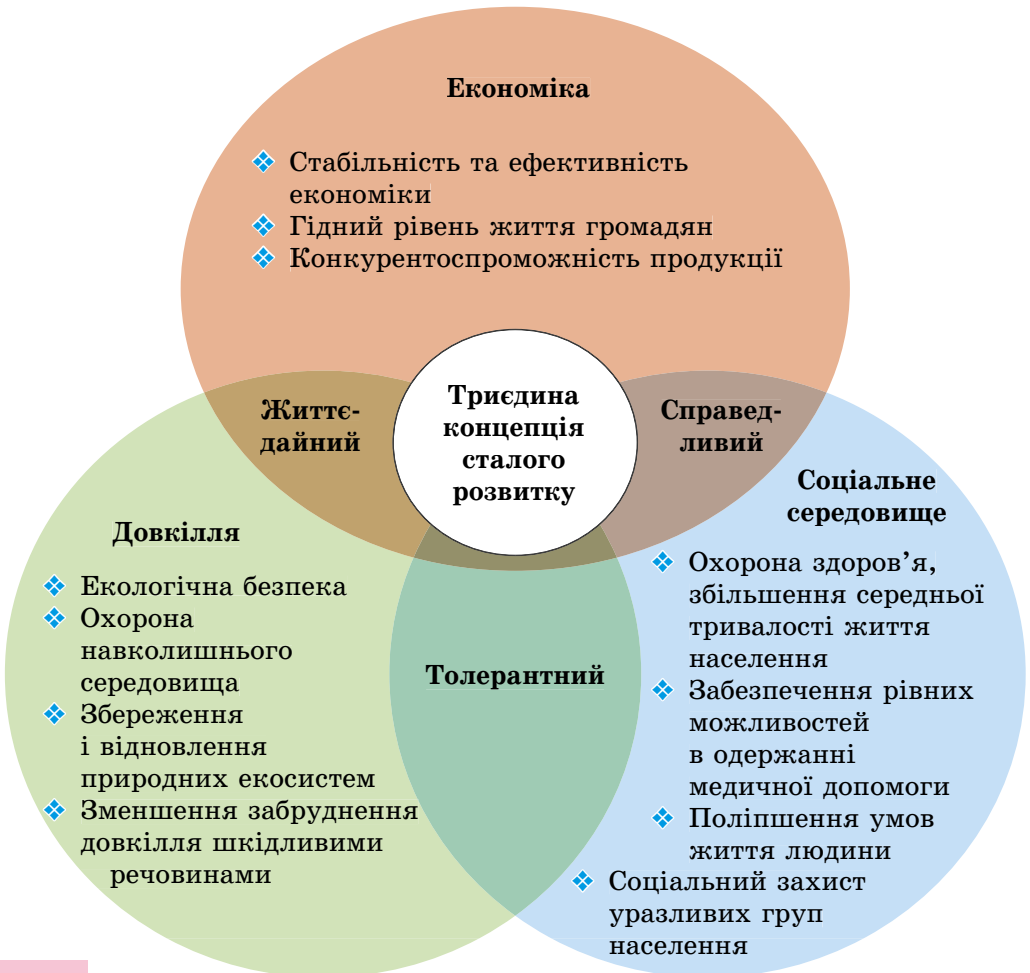 Економіка
❖ Стабільність та ефективність
економіки
❖ Гідний рівень життя громадян
❖ Конкурентоспроможність продукції
Життє-
дайний
Триєдина
концепція
сталого
розвитку
Справед-
ливий
Довкілля
❖ Екологічна безпека
❖ Охорона
навколишнього
середовища
❖ Збереження
і відновлення
природних екосистем
❖ Зменшення забруднення
довкілля шкідливими
речовинами
Толерантний
Соціальне
середовище
❖ Охорона здоров’я,
збільшення середньої
тривалості життя
населення
❖ Забезпечення рівних
можливостей
в одержанні
медичної допомоги
❖ Поліпшення умов
життя людини
❖ Соціальний захист
уразливих груп
населення